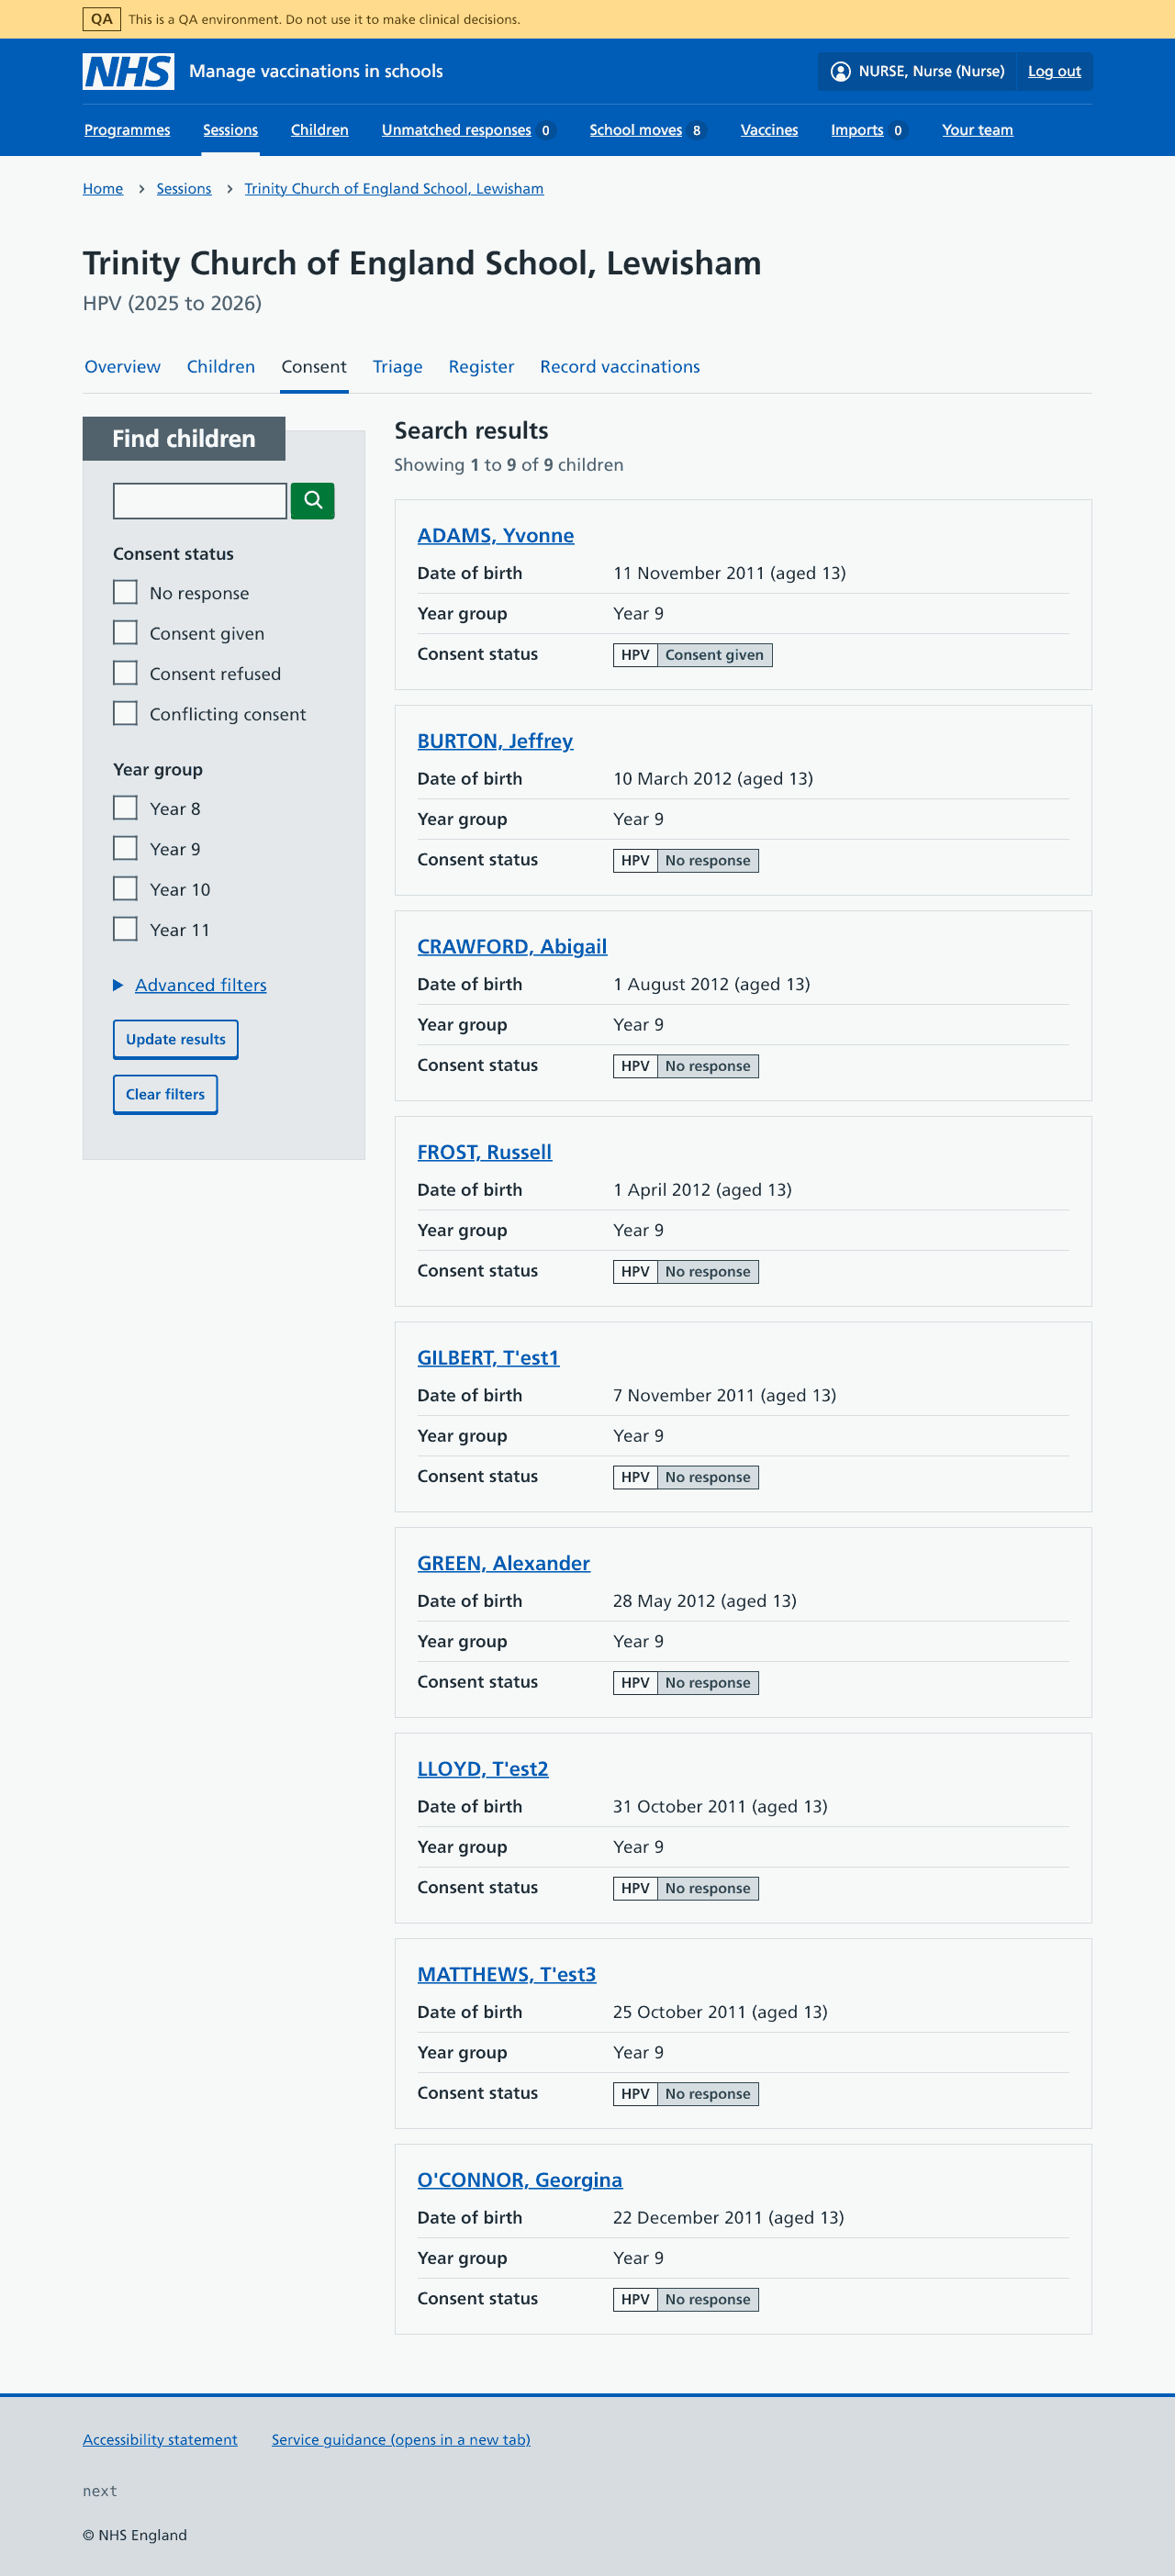 QA This is a QA environment. Do not use it to make clinical decisions.
NHS Manage vaccinations in schools NURSE, Nurse (Nurse) Log out
Programmes Sessions Children Unmatched responses 0 School moves 8 Vaccines Imports 0 Your team
Home Sessions Trinity Church of England School, Lewisham
Trinity Church of England School, Lewisham
HPV (2025 to 2026)
Overview Children Consent Triage Register Record vaccinations
Find children
Consent status
No response
Consent given
Consent refused
Conflicting consent
Year group
Year 8
Year 9
Year 10
Year 11
Advanced filters
Update results
Clear filters
Search results
Showing 1 to 9 of 9 children
ADAMS, Yvonne
Date of birth 11 November 2011 (aged 13)
Year group Year 9
Consent status HPV Consent given
BURTON, Jeffrey
Date of birth 10 March 2012 (aged 13)
Year group Year 9
Consent status HPV No response
CRAWFORD, Abigail
Date of birth 1 August 2012 (aged 13)
Year group Year 9
Consent status HPV No response
FROST, Russell
Date of birth 1 April 2012 (aged 13)
Year group Year 9
Consent status HPV No response
GILBERT, T'est1
Date of birth 7 November 2011 (aged 13)
Year group Year 9
Consent status HPV No response
GREEN, Alexander
Date of birth 28 May 2012 (aged 13)
Year group Year 9
Consent status HPV No response
LLOYD, T'est2
Date of birth 31 October 2011 (aged 13)
Year group Year 9
Consent status HPV No response
MATTHEWS, T'est3
Date of birth 25 October 2011 (aged 13)
Year group Year 9
Consent status HPV No response
O'CONNOR, Georgina
Date of birth 22 December 2011 (aged 13)
Year group Year 9
Consent status HPV No response
Accessibility statement Service guidance (opens in a new tab)
next
© NHS England